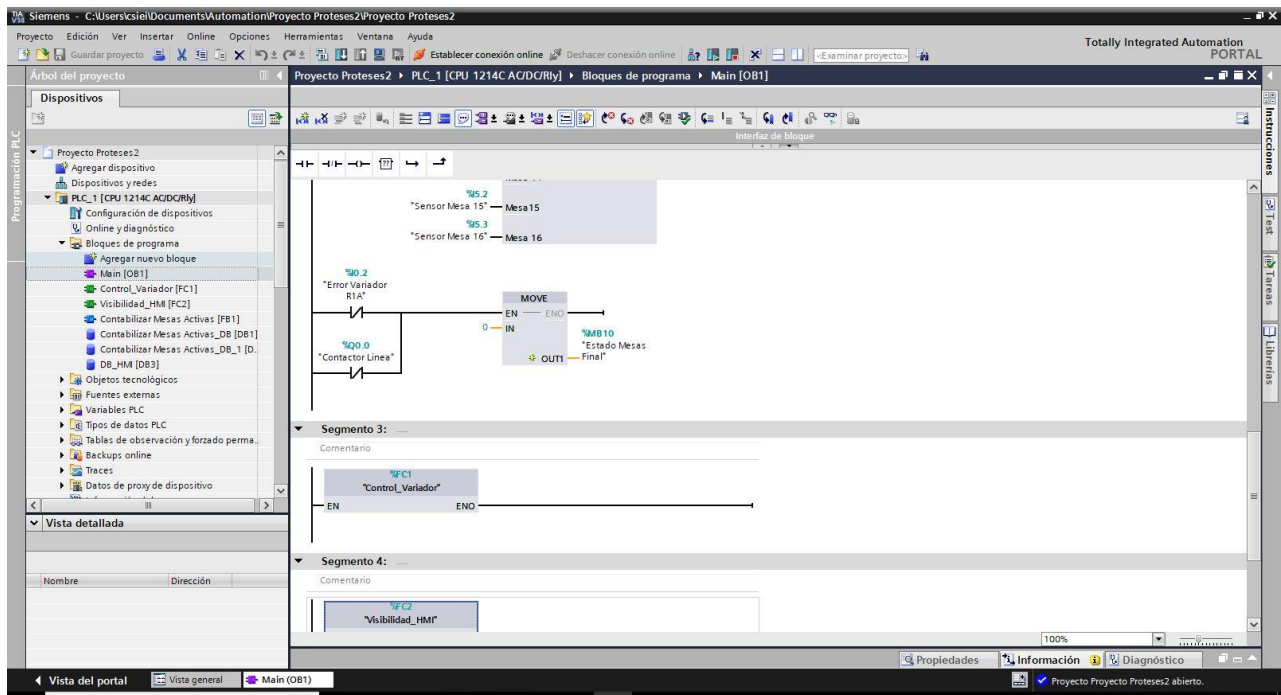 Siemens - C:\Users\csiei\Documents\Automation\Proyecto Proteses2\Proyecto Proteses2
Proyecto Edición Ver Insertar Online Opciones Herramientas Ventana Ayuda
Totally Integrated Automation
PORTAL
Guardar proyecto
Establecer conexión online
Deshacer conexión online
<Examinar proyecto>
Árbol del proyecto
Proyecto Proteses2 ▸ PLC_1 [CPU 1214C AC/DC/Rly] ▸ Bloques de programa ▸ Main [OB1]
Dispositivos
Interfaz de bloque
Programación PLC
Proyecto Proteses2
Agregar dispositivo
Dispositivos y redes
PLC_1 [CPU 1214C AC/DC/Rly]
Configuración de dispositivos
Online y diagnóstico
Bloques de programa
Agregar nuevo bloque
Main [OB1]
Control_Variador [FC1]
Visibilidad_HMI [FC2]
Contabilizar Mesas Activas [FB1]
Contabilizar Mesas Activas_DB [DB1]
Contabilizar Mesas Activas_DB_1 [D..
DB_HMI [DB3]
Objetos tecnológicos
Fuentes externas
Variables PLC
Tipos de datos PLC
Tablas de observación y forzado perma..
Backups online
Traces
Datos de proxy de dispositivo
Vista detallada
Nombre Dirección
%I5.2
"Sensor Mesa 15" Mesa15
%I5.3
"Sensor Mesa 16" Mesa 16
%I0.2
"Error Variador
R1A"
MOVE
EN ENO
0 IN
%MB10
"Estado Mesas
Final"
OUT1
%Q0.0
"Contactor Linea"
Segmento 3: .....
Comentario
%FC1
"Control_Variador"
EN ENO
Segmento 4: .....
Comentario
%FC2
"Visibilidad_HMI"
100%
Instrucciones
Test
Tareas
Librerías
Propiedades
Información
Diagnóstico
Vista del portal
Vista general
Main (OB1)
Proyecto Proyecto Proteses2 abierto.